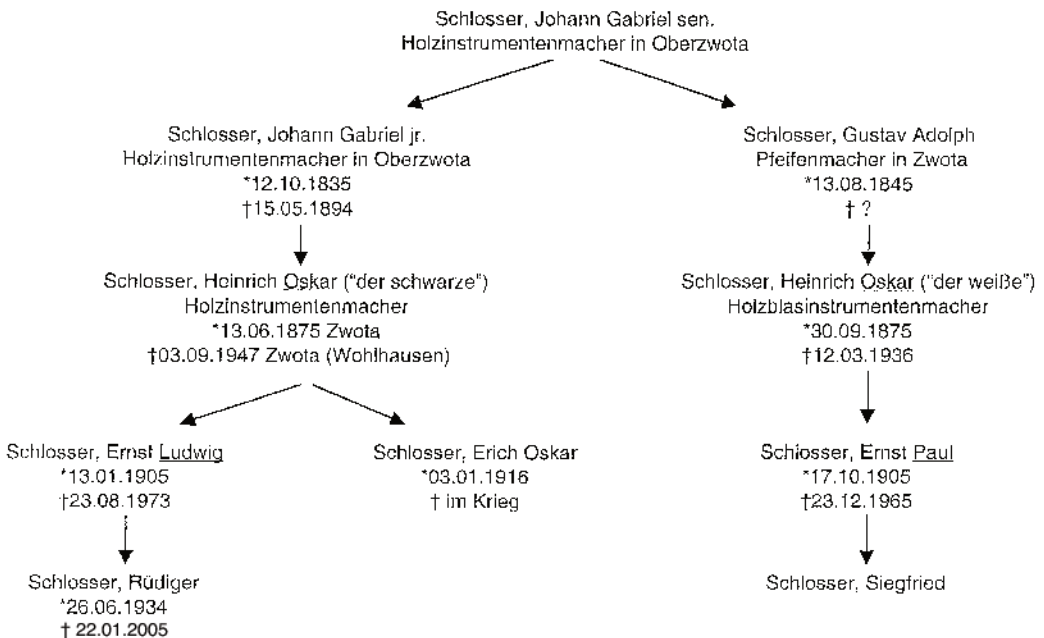 Schlosser, Johann Gabriel sen.
Holzinstrumentenmacher in Oberzwota
Schlosser, Johann Gabriel jr.
Holzinstrumentenmacher in Oberzwota
*12.10.1835
†15.05.1894
Schlosser, Gustav Adolph
Pfeifenmacher in Zwota
*13.08.1845
† ?
Schlosser, Heinrich Oskar ("der schwarze")
Holzinstrumentenmacher
*13.06.1875 Zwota
†03.09.1947 Zwota (Wohlhausen)
Schlosser, Heinrich Oskar ("der weiße")
Holzblasinstrumentenmacher
*30.09.1875
†12.03.1936
Schlosser, Ernst Ludwig
*13.01.1905
†23.08.1973
Schlosser, Erich Oskar
*03.01.1916
† im Krieg
Schlosser, Ernst Paul
*17.10.1905
†23.12.1965
Schlosser, Rüdiger
*26.06.1934
† 22.01.2005
Schlosser, Siegfried